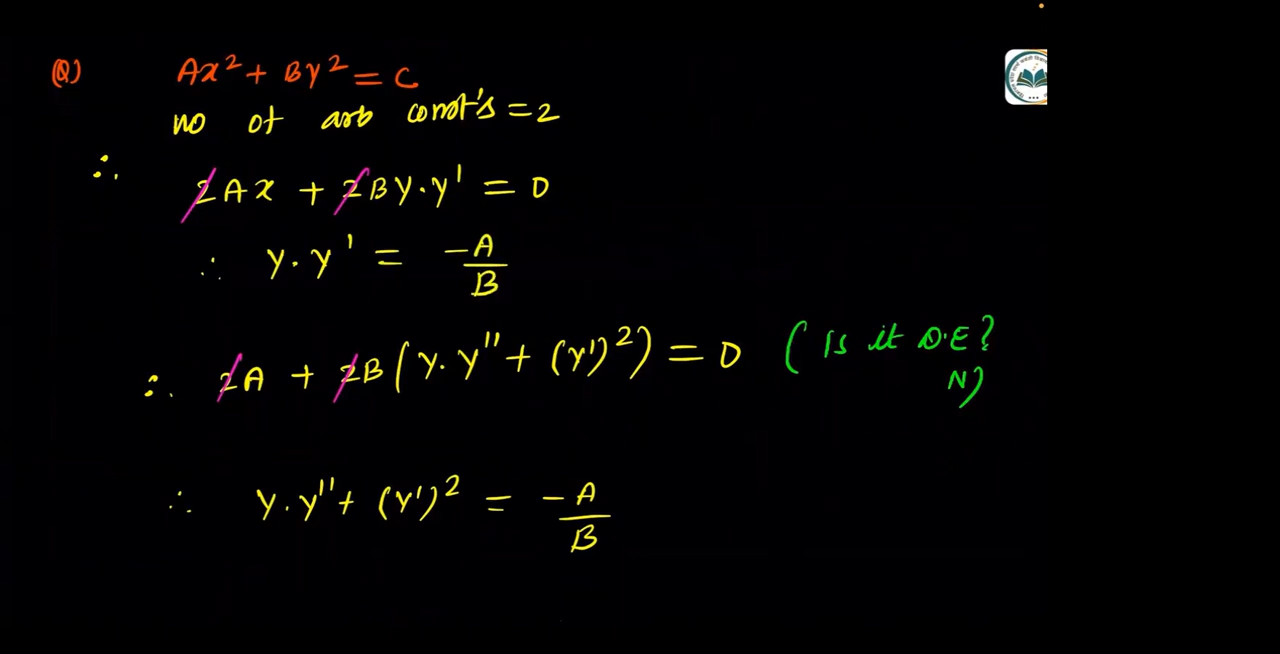 Q) Ax² + By² = C
no of arb const's = 2
∴ 2Ax + 2By·y' = 0
∴ y·y' = -A/B
∴ 2A + 2B(y·y'' + (y')²) = 0 (Is it D.E?
N)
∴ y·y'' + (y')² = -A/B